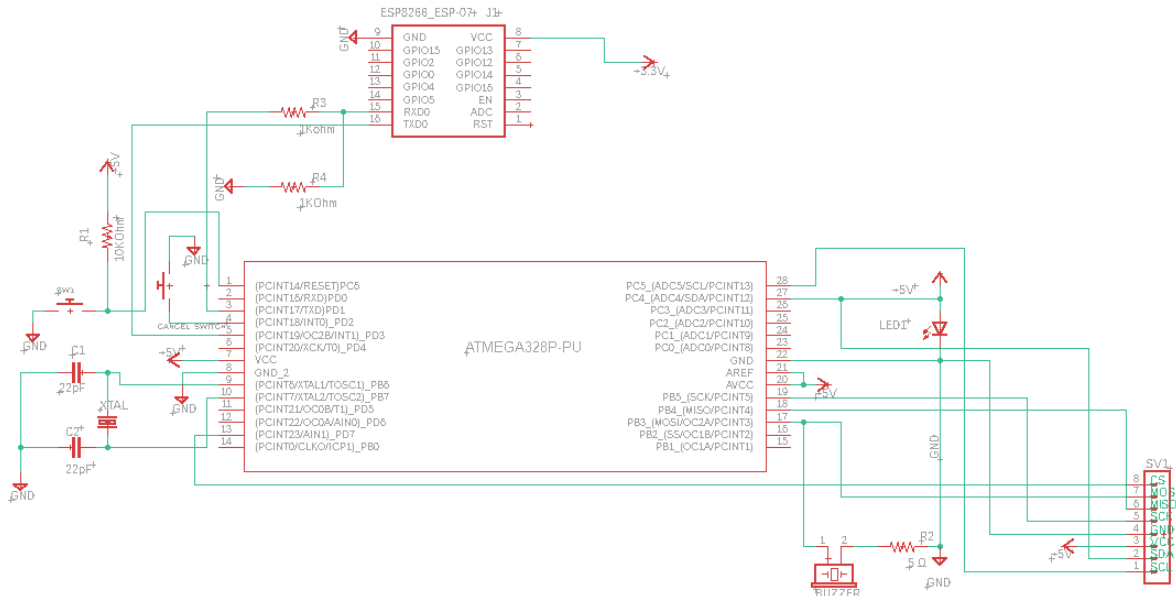 ESP8266_ESP-07 J1
9 GND VCC 8
10 GPIO15 GPIO13 7
11 GPIO2 GPIO12 6
12 GPIO0 GPIO14 5
13 GPIO4 GPIO16 4
14 GPIO5 EN 3
15 RXD0 ADC 2
16 TXD0 RST 1
GND
+3.3V
R3
1KOhm
R4
1KOhm
GND
+5V
R1
10KOhm
SW1
GND
GND
CANCEL SWITCH
ATMEGA328P-PU
1 (PCINT14/RESET)PC6
2 (PCINT16/RXD)PD0
3 (PCINT17/TXD)PD1
4 (PCINT18/INT0)_PD2
5 (PCINT19/OC2B/INT1)_PD3
6 (PCINT20/XCK/T0)_PD4
7 VCC
8 GND_2
9 (PCINT6/XTAL1/TOSC1)_PB6
10 (PCINT7/XTAL2/TOSC2)_PB7
11 (PCINT21/OC0B/T1)_PD5
12 (PCINT22/OC0A/AIN0)_PD6
13 (PCINT23/AIN1)_PD7
14 (PCINT0/CLKO/ICP1)_PB0
PC5_(ADC5/SCL/PCINT13) 28
PC4_(ADC4/SDA/PCINT12) 27
PC3_(ADC3/PCINT11) 26
PC2_(ADC2/PCINT10) 25
PC1_(ADC1/PCINT9) 24
PC0_(ADC0/PCINT8) 23
GND 22
AREF 21
AVCC 20
PB5_(SCK/PCINT5) 19
PB4_(MISO/PCINT4) 18
PB3_(MOSI/OC2A/PCINT3) 17
PB2_(SS/OC1B/PCINT2) 16
PB1_(OC1A/PCINT1) 15
+5V
GND
C1
22pF
XTAL
C2
22pF
GND
+5V
LED1
+5V
GND
1 2
BUZZER
R2
5 Ω
GND
SV1
8 CS
7 MOS
6 MISO
5 SCK
4 GND
3 VCC
2 SDA
1 SCL
+5V